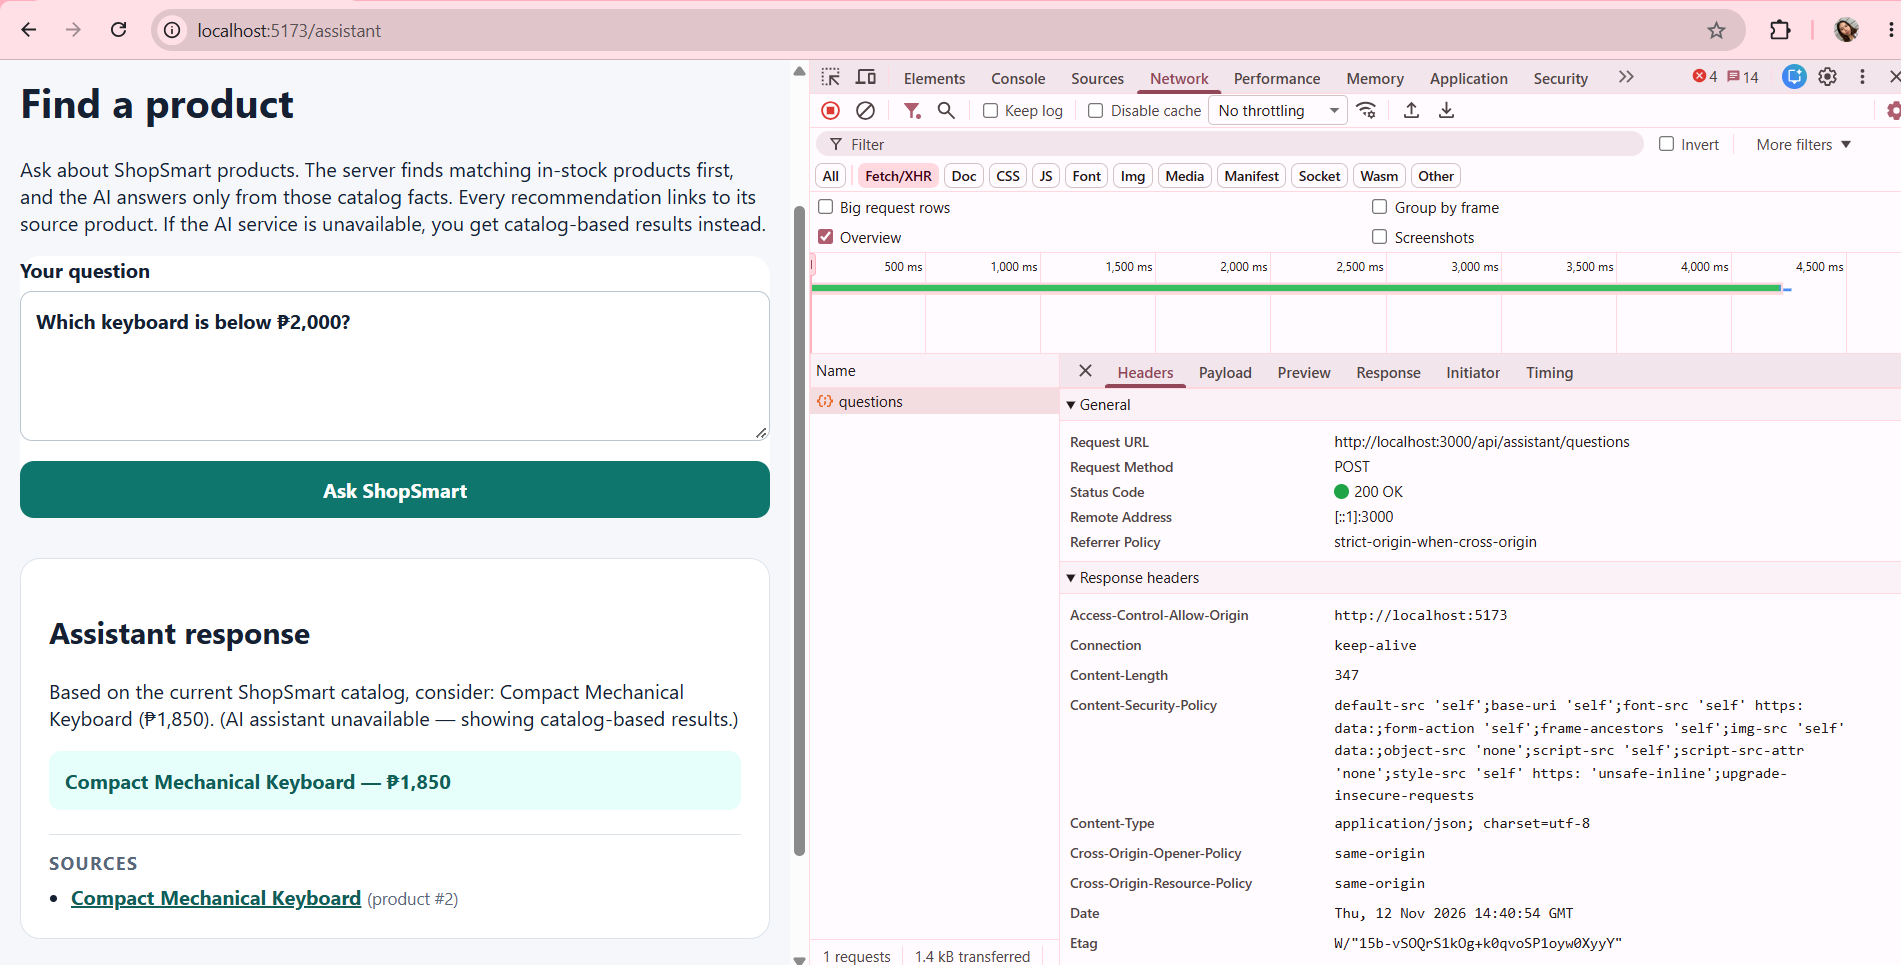 localhost:5173/assistant
Find a product
Ask about ShopSmart products. The server finds matching in-stock products first,
and the AI answers only from those catalog facts. Every recommendation links to its
source product. If the AI service is unavailable, you get catalog-based results instead.
Your question
Which keyboard is below ₱2,000?
Ask ShopSmart
Assistant response
Based on the current ShopSmart catalog, consider: Compact Mechanical
Keyboard (₱1,850). (AI assistant unavailable — showing catalog-based results.)
Compact Mechanical Keyboard — ₱1,850
SOURCES
• Compact Mechanical Keyboard (product #2)
Elements Console Sources Network Performance Memory Application Security 4 14
Keep log Disable cache No throttling
Filter Invert More filters
All Fetch/XHR Doc CSS JS Font Img Media Manifest Socket Wasm Other
Big request rows Group by frame
Overview Screenshots
500 ms 1,000 ms 1,500 ms 2,000 ms 2,500 ms 3,000 ms 3,500 ms 4,000 ms 4,500 ms
Name
questions
1 requests 1.4 kB transferred
Headers Payload Preview Response Initiator Timing
General
Request URL http://localhost:3000/api/assistant/questions
Request Method POST
Status Code 200 OK
Remote Address [::1]:3000
Referrer Policy strict-origin-when-cross-origin
Response headers
Access-Control-Allow-Origin http://localhost:5173
Connection keep-alive
Content-Length 347
Content-Security-Policy default-src 'self';base-uri 'self';font-src 'self' https:
data:;form-action 'self';frame-ancestors 'self';img-src 'self'
data:;object-src 'none';script-src 'self';script-src-attr
'none';style-src 'self' https: 'unsafe-inline';upgrade-
insecure-requests
Content-Type application/json; charset=utf-8
Cross-Origin-Opener-Policy same-origin
Cross-Origin-Resource-Policy same-origin
Date Thu, 12 Nov 2026 14:40:54 GMT
Etag W/"15b-vSOQrS1kOg+k0qvoSP1oyw0XyyY"